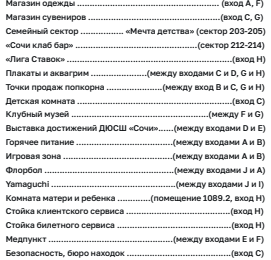 Магазин одежды ........................................ (вход A, F)
Магазин сувениров ......................................(вход C, G)
Семейный сектор ................. «Мечта детства» (сектор 203-205)
«Сочи клаб бар» ...................................(сектор 212-214)
«Лига Ставок» ................................................(вход H)
Плакаты и аквагрим ................(между входами C и D, G и H)
Точки продаж попкорна .............(между вход B и C, G и H)
Детская комната ..............................................(вход C)
Клубный музей .......................................(между F и G)
Выставка достижений ДЮСШ «Сочи»......(между входами D и E)
Горячее питание ............................(между входами A и B)
Игровая зона ................................(между входами A и B)
Флорбол .....................................(между входами J и A)
Yamaguchi ....................................(между входами J и I)
Комната матери и ребенка .............(помещение 1089.2, вход H)
Стойка клиентского сервиса ..............................(вход H)
Стойка билетного сервиса .................................(вход H)
Медпункт ....................................(между входами E и F)
Безопасность, бюро находок ..............................(вход C)